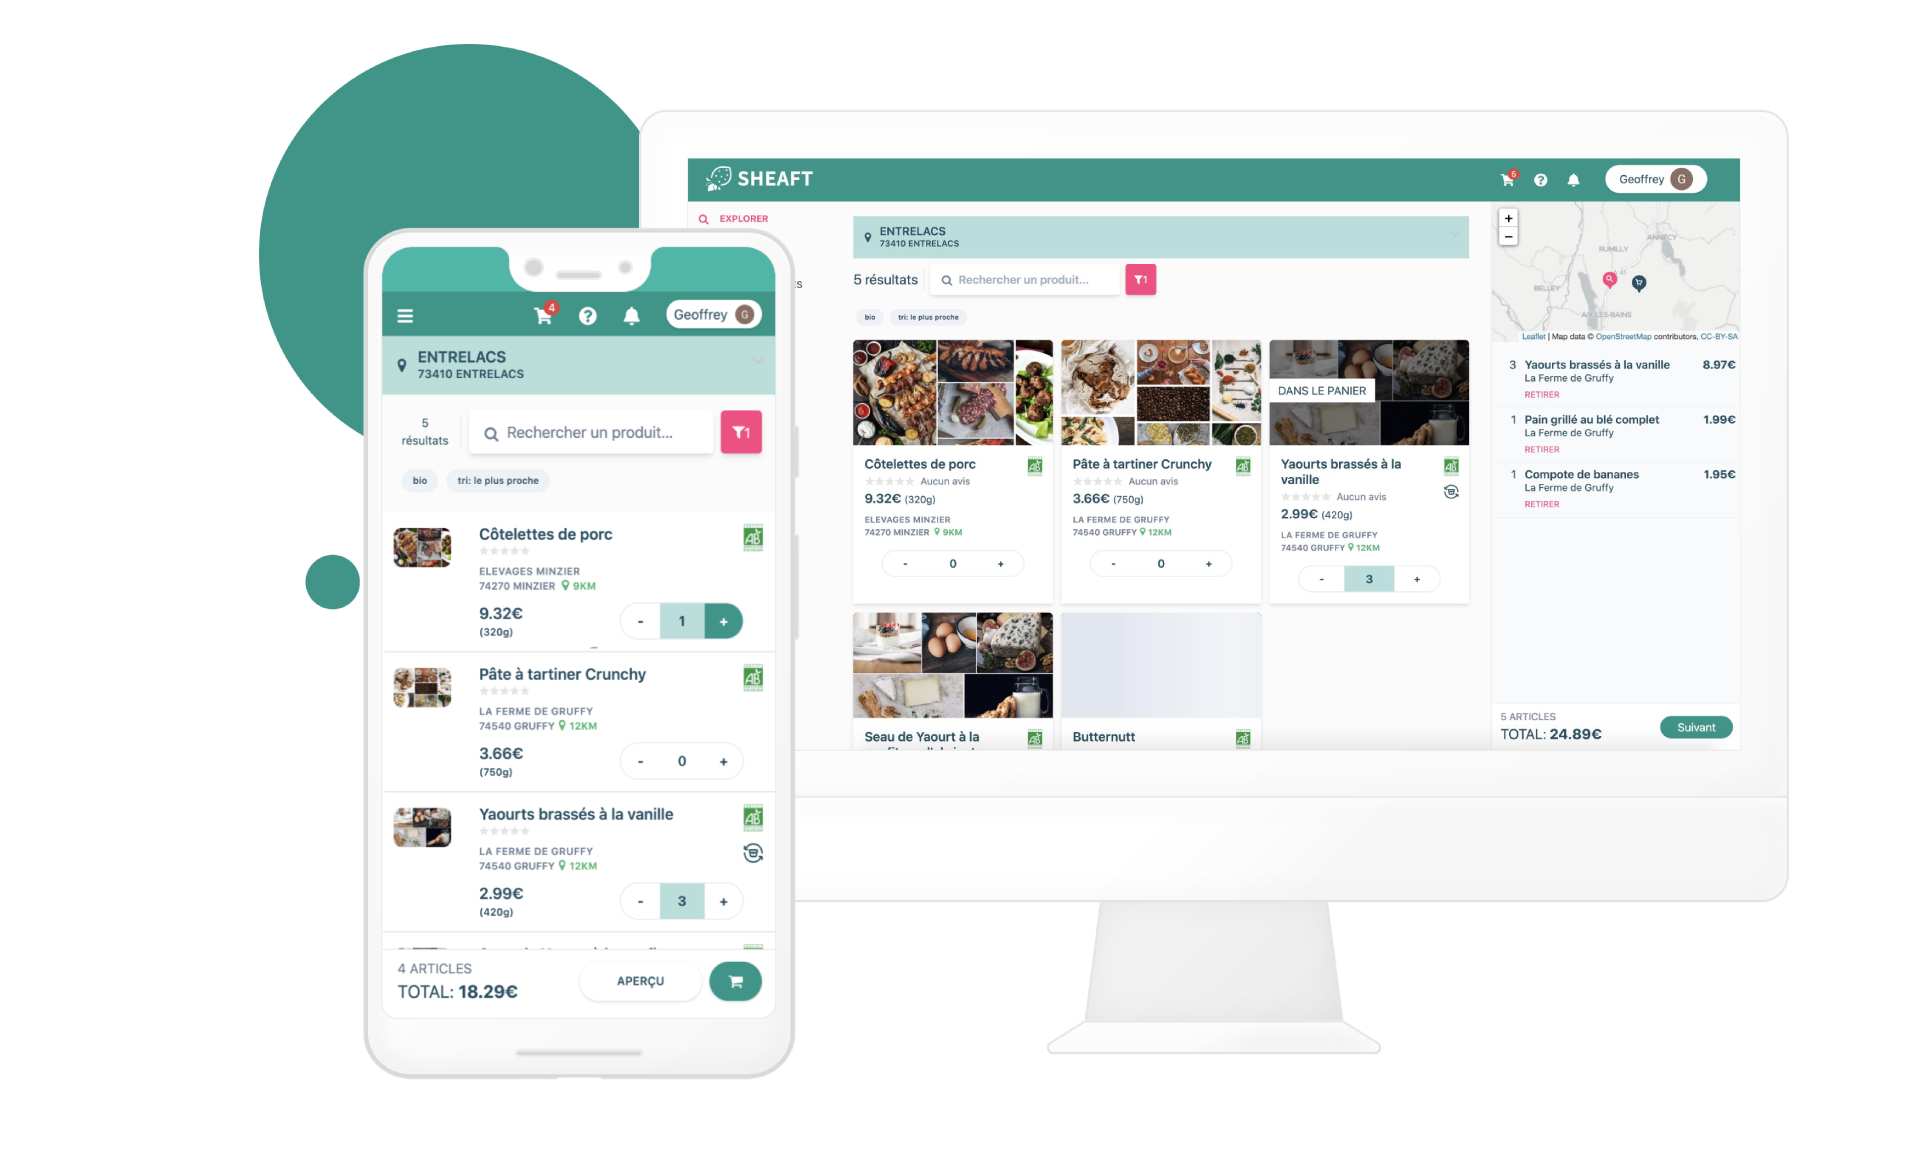 4
Geoffrey G
ENTRELACS
73410 ENTRELACS
5
résultats
Rechercher un produit...
1
bio
tri: le plus proche
Côtelettes de porc
AB
ELEVAGES MINZIER
74270 MINZIER 9KM
9.32€
(320g)
- 1 +
Pâte à tartiner Crunchy
AB
LA FERME DE GRUFFY
74540 GRUFFY 12KM
3.66€
(750g)
- 0 +
Yaourts brassés à la vanille
AB
LA FERME DE GRUFFY
74540 GRUFFY 12KM
2.99€
(420g)
- 3 +
4 ARTICLES
TOTAL: 18.29€
APERÇU
SHEAFT
5
Geoffrey G
EXPLORER
ENTRELACS
73410 ENTRELACS
5 résultats
Rechercher un produit...
1
bio
tri: le plus proche
Côtelettes de porc
AB
Aucun avis
9.32€ (320g)
ELEVAGES MINZIER
74270 MINZIER 9KM
- 0 +
Pâte à tartiner Crunchy
AB
Aucun avis
3.66€ (750g)
LA FERME DE GRUFFY
74540 GRUFFY 12KM
- 0 +
DANS LE PANIER
Yaourts brassés à la
vanille
AB
Aucun avis
2.99€ (420g)
LA FERME DE GRUFFY
74540 GRUFFY 12KM
- 3 +
Seau de Yaourt à la
AB
Butternutt
AB
+
-
ANNECY
RUMILLY
BELLEY
AIX-LES-BAINS
Leaflet | Map data © OpenStreetMap contributors, CC-BY-SA
3 Yaourts brassés à la vanille 8.97€
La Ferme de Gruffy
RETIRER
1 Pain grillé au blé complet 1.99€
La Ferme de Gruffy
RETIRER
1 Compote de bananes 1.95€
La Ferme de Gruffy
RETIRER
5 ARTICLES
TOTAL: 24.89€
Suivant